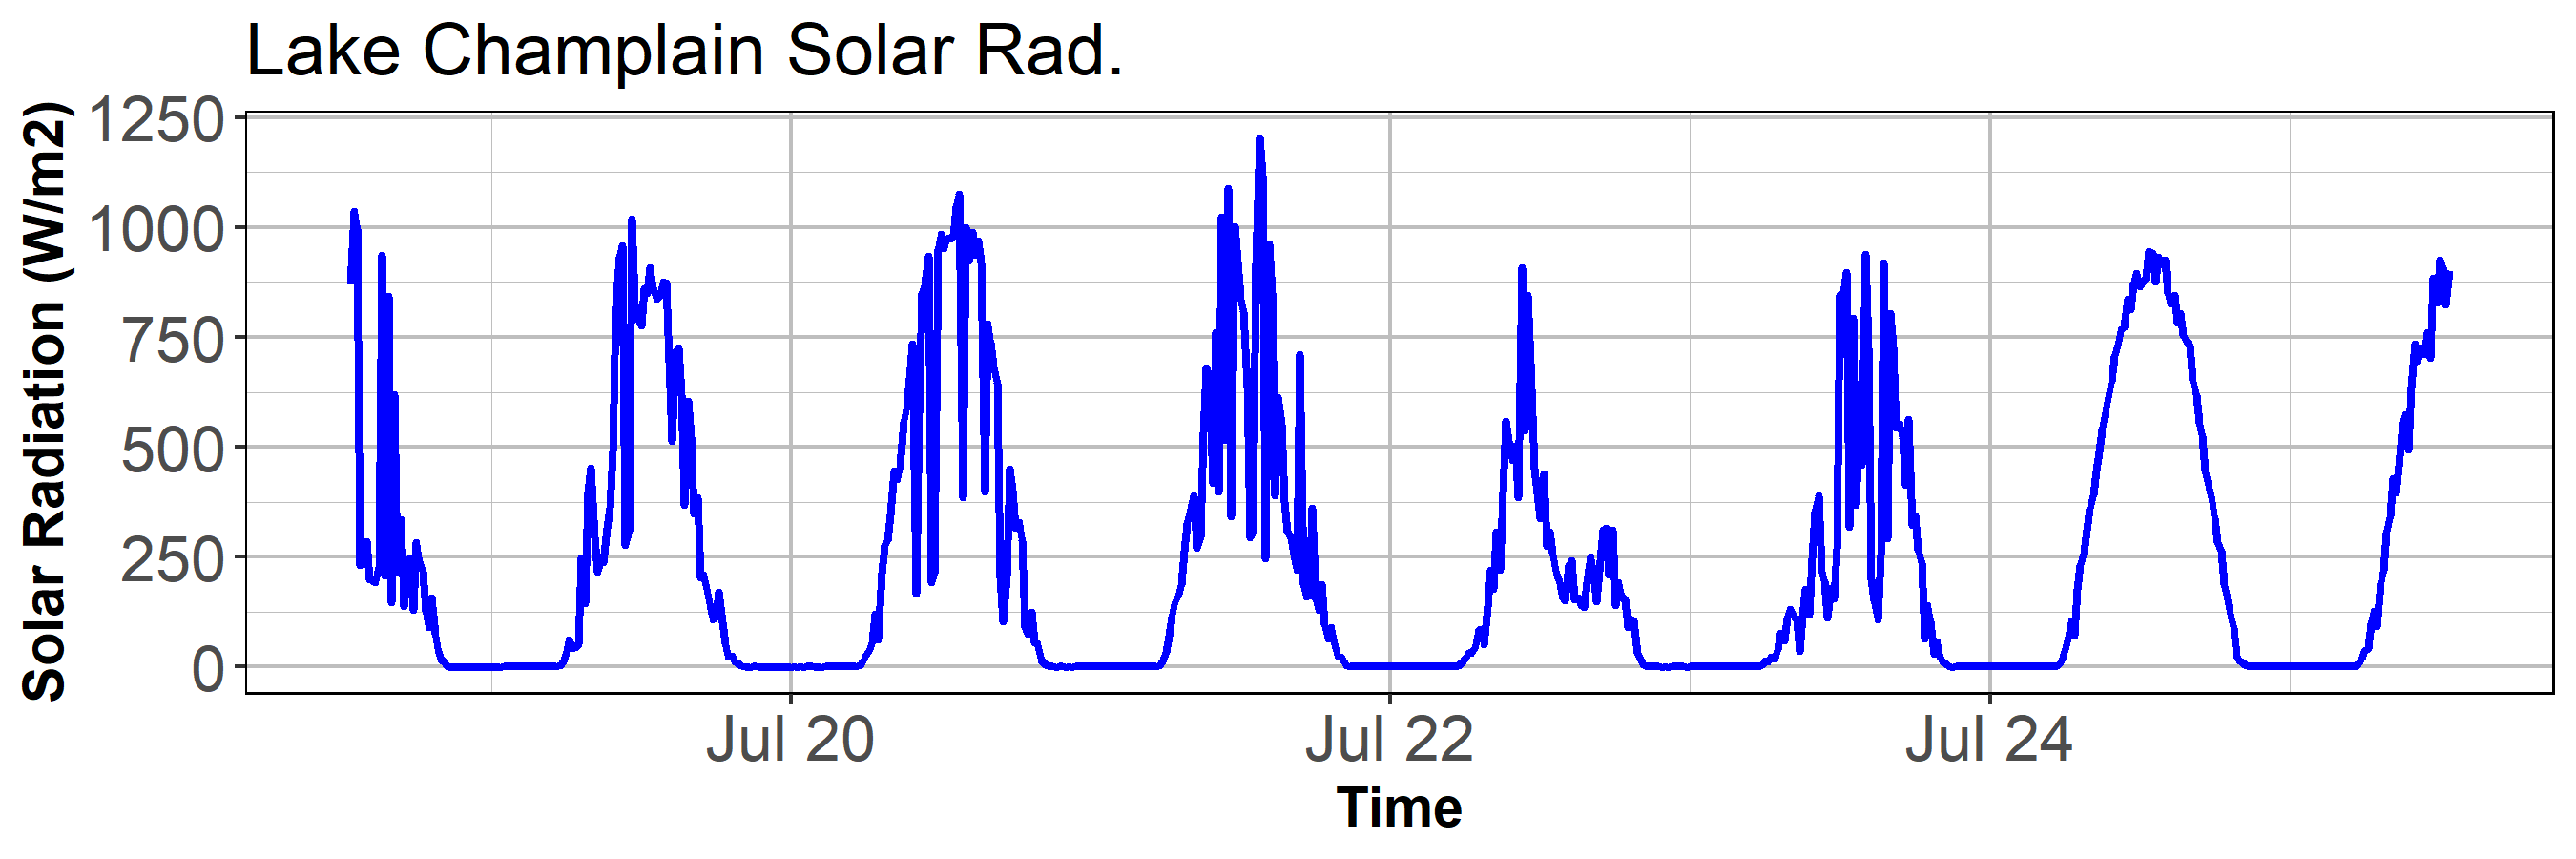 Lake Champlain Solar Rad.
Solar Radiation (W/m2)
1250
1000
750
500
250
0
Jul 20
Jul 22
Jul 24
Time